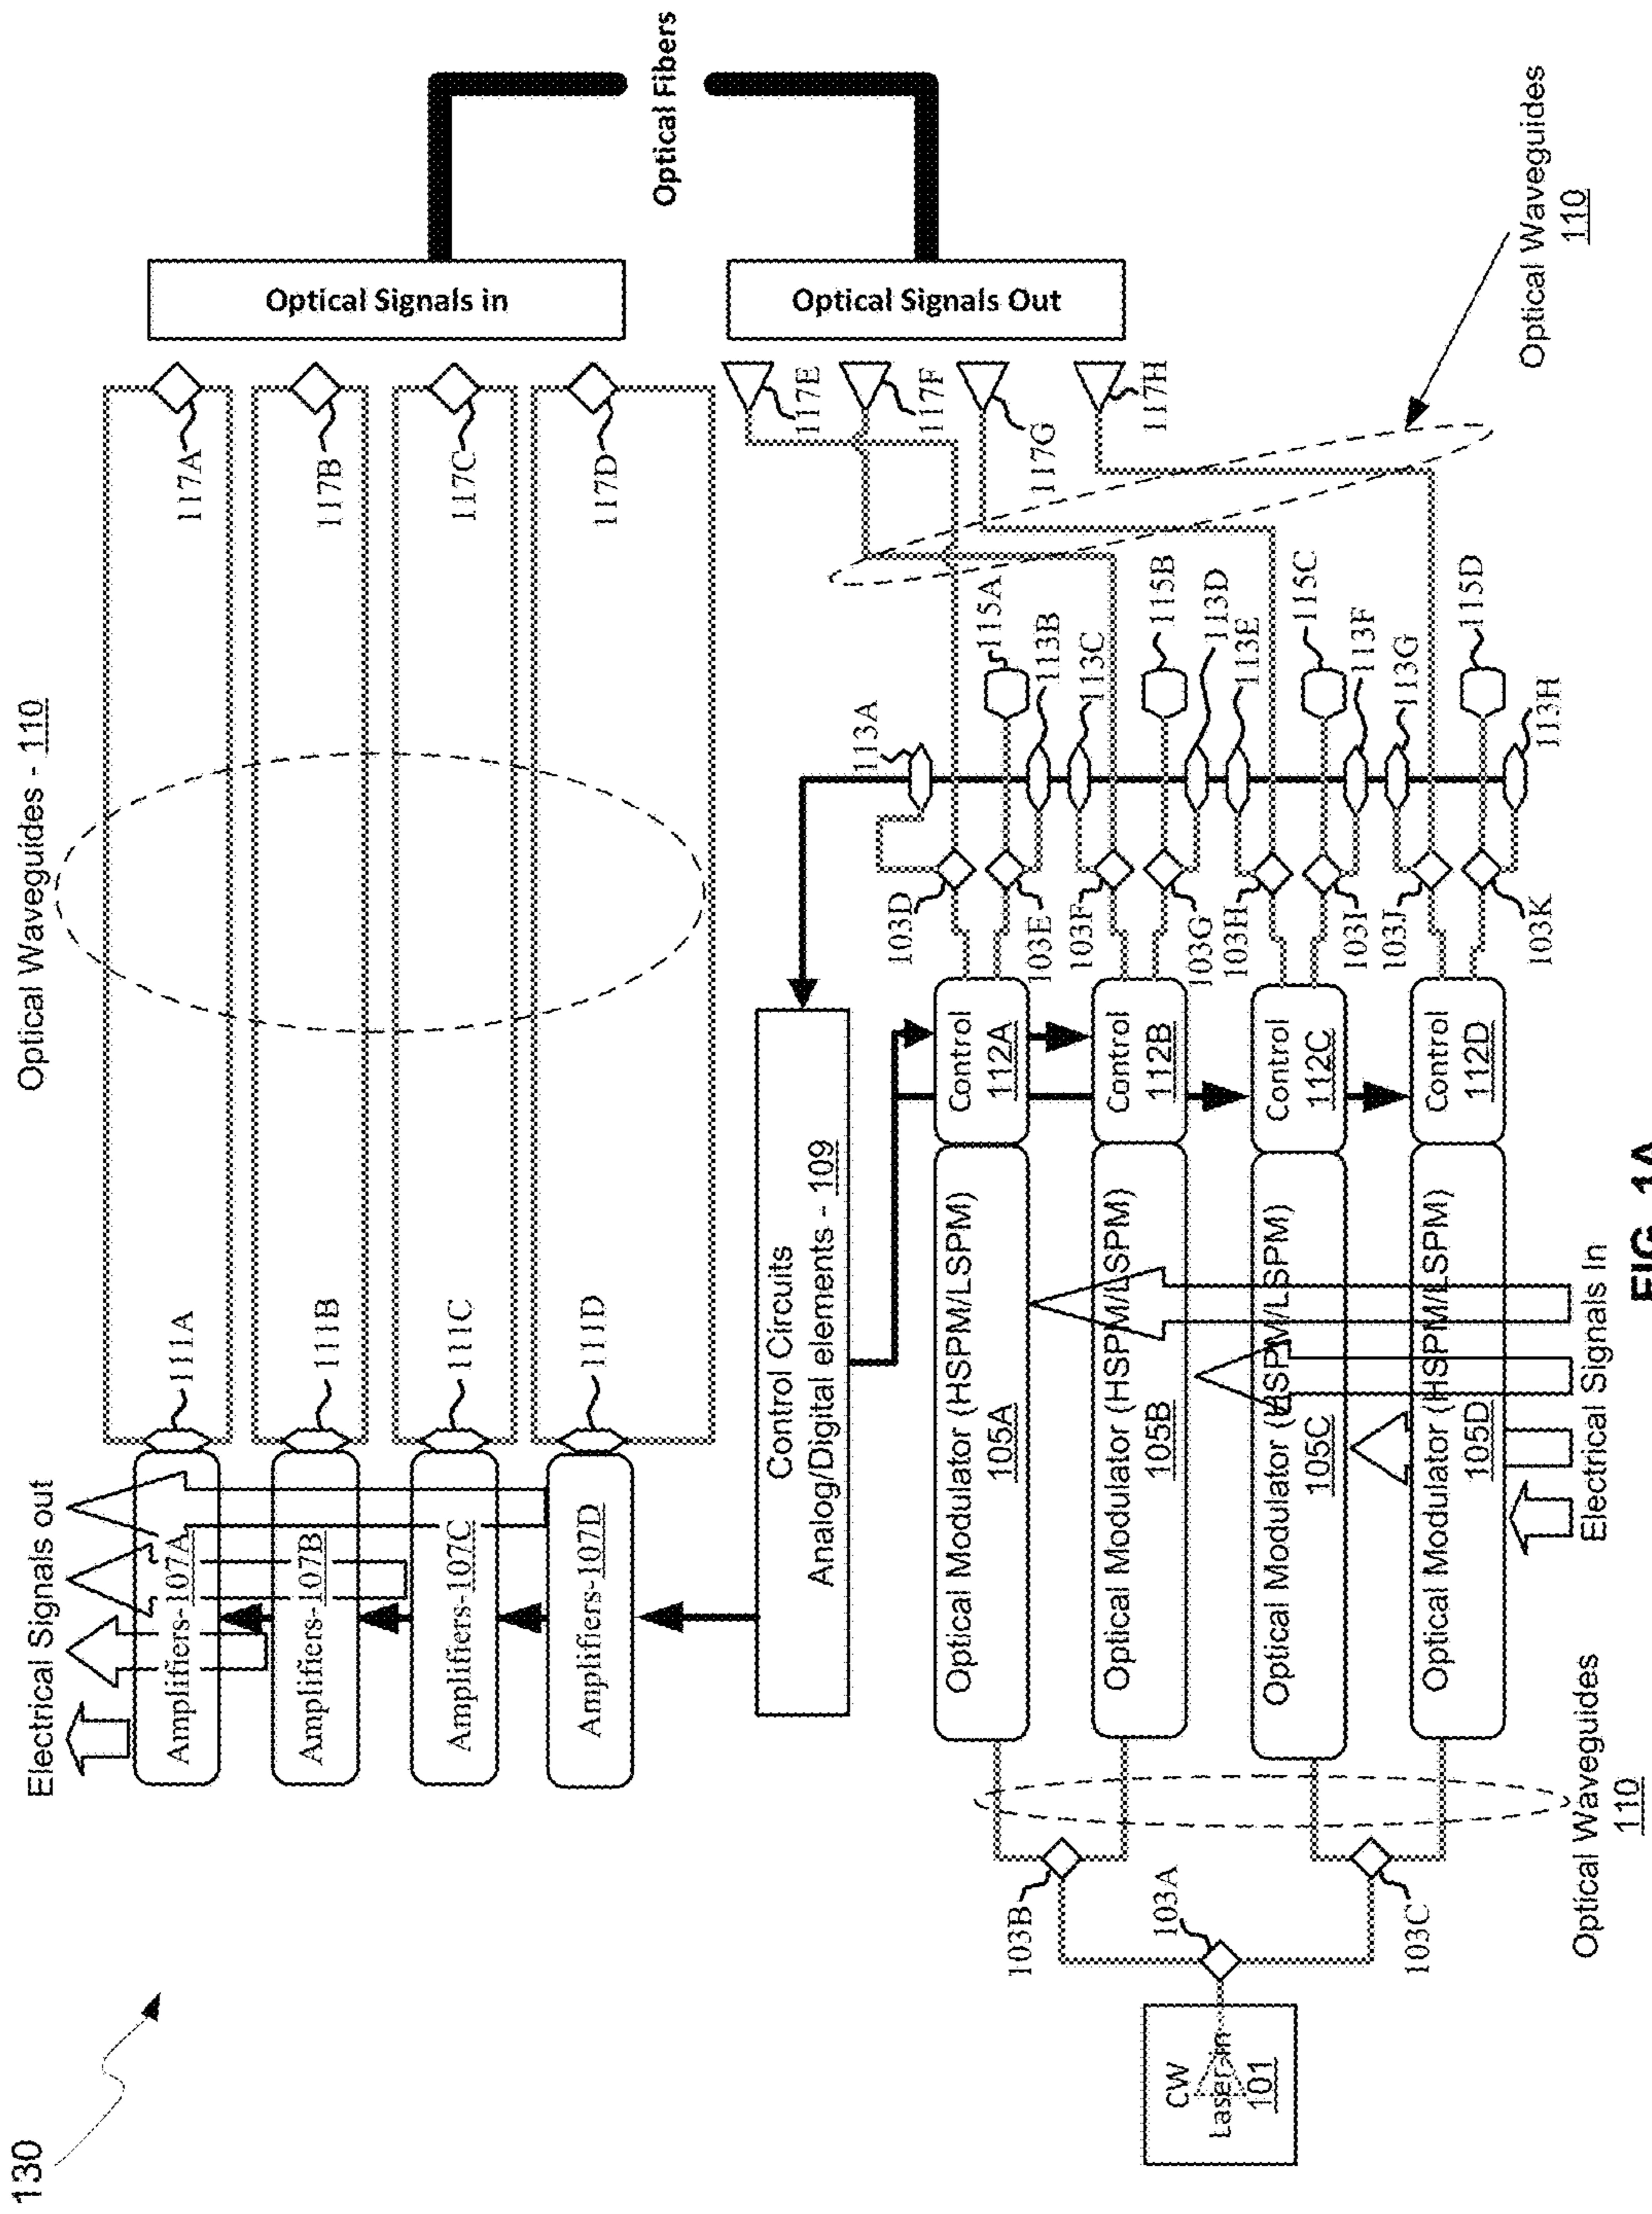 130
Electrical Signals out
Optical Waveguides - 110
Amplifiers-107A
111A
117A
Amplifiers-107B
111B
117B
Optical Signals in
Amplifiers-107C
111C
117C
Amplifiers-107D
111D
117D
Optical Fibers
Control Circuits
Analog/Digital elements - 109
Optical Signals Out
113A
117E
117F
117G
117H
103D
115A
Optical Modulator (HSPM/LSPM)
105A
Control
112A
103E
113B
103B
103F
113C
Optical Modulator (HSPM/LSPM)
105B
Control
112B
115B
103G
113D
CW
Laser in
101
103A
103H
113E
Optical Modulator (HSPM/LSPM)
105C
Control
112C
115C
103I
113F
103C
103J
113G
Optical Modulator (HSPM/LSPM)
105D
Control
112D
115D
103K
113H
Optical Waveguides
110
Electrical Signals In
Optical Waveguides
110
FIG. 1A